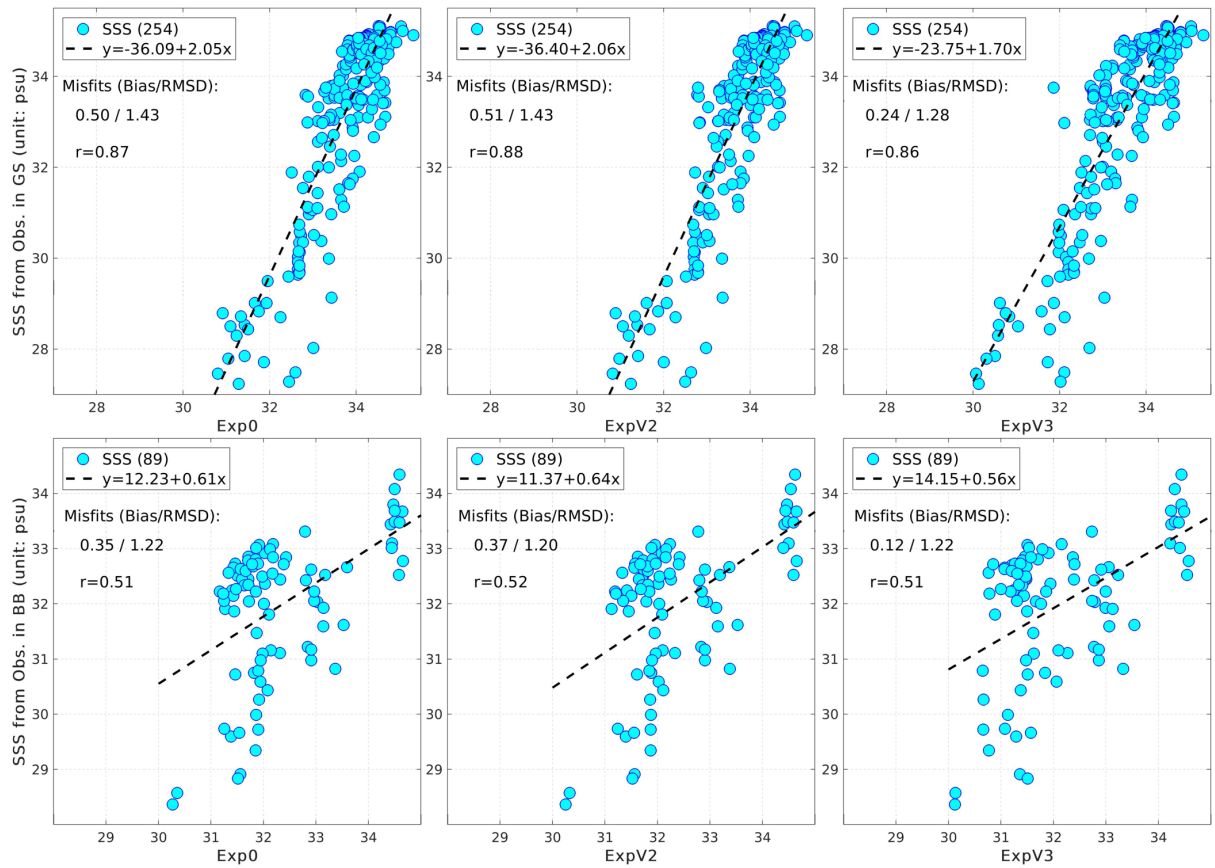 SSS (254)
y=-36.09+2.05x
Misfits (Bias/RMSD):
0.50 / 1.43
r=0.87
SSS from Obs. in GS (unit: psu)
34
32
30
28
28 30 32 34
Exp0
SSS (254)
y=-36.40+2.06x
Misfits (Bias/RMSD):
0.51 / 1.43
r=0.88
28 30 32 34
ExpV2
SSS (254)
y=-23.75+1.70x
Misfits (Bias/RMSD):
0.24 / 1.28
r=0.86
28 30 32 34
ExpV3
SSS (89)
y=12.23+0.61x
Misfits (Bias/RMSD):
0.35 / 1.22
r=0.51
SSS from Obs. in BB (unit: psu)
34
33
32
31
30
29
29 30 31 32 33 34
Exp0
SSS (89)
y=11.37+0.64x
Misfits (Bias/RMSD):
0.37 / 1.20
r=0.52
29 30 31 32 33 34
ExpV2
SSS (89)
y=14.15+0.56x
Misfits (Bias/RMSD):
0.12 / 1.22
r=0.51
29 30 31 32 33 34
ExpV3